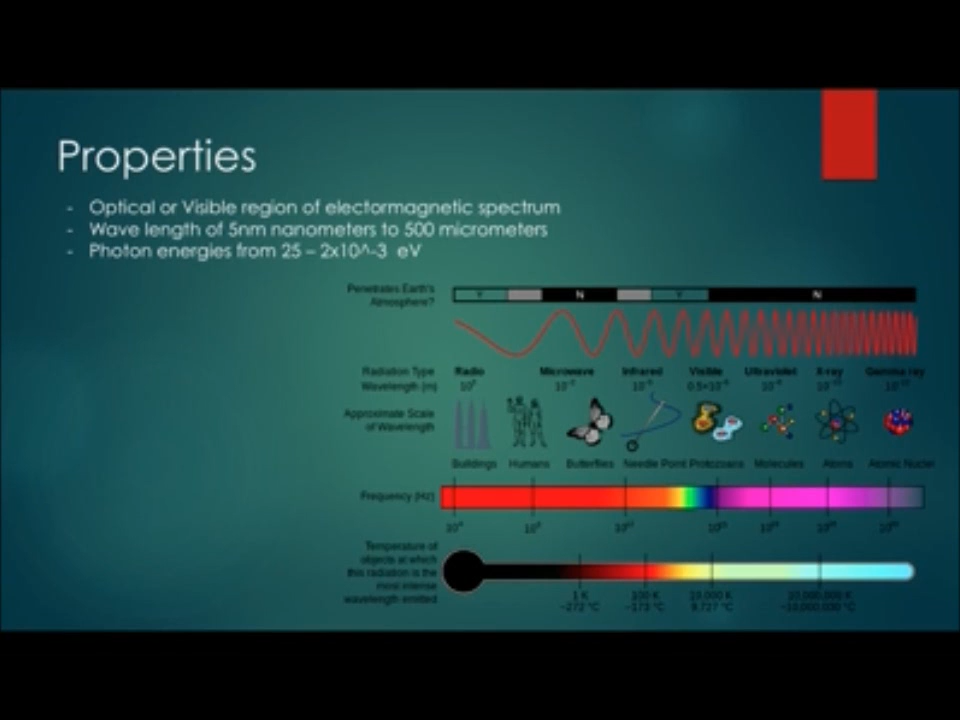 Properties
- Optical or Visible region of electormagnetic spectrum
- Wave length of 5nm nanometers to 500 micrometers
- Photon energies from 25 – 2x10^-3 eV
Penetrates Earth's
Atmosphere?
Y N Y N
Radiation Type
Radio Microwave Infrared Visible Ultraviolet X-ray Gamma ray
Wavelength (m)
0.5×10
Approximate Scale
of Wavelength
Buildings Humans Butterflies Needle Point Protozoans Molecules Atoms Atomic Nuclei
Frequency (Hz)
Temperature of
objects at which
this radiation is the
most intense
wavelength emitted
1 K 100 K 10,000,000 K
−272 °C −173 °C 9,727 °C ~10,000,000 °C